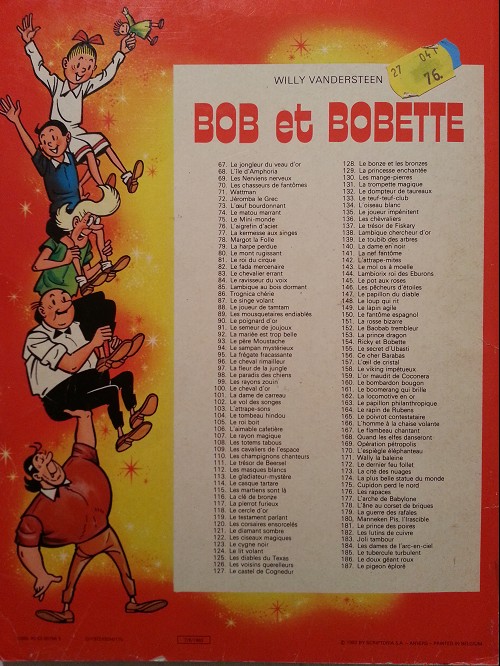 27 04
76.
WILLY VANDERSTEEN
BOB et BOBETTE
67. Le jongleur du veau d'or
68. L'île d'Amphoria
69. Les Nerviens nerveux
70. Les chasseurs de fantômes
71. Wattman
72. Jéromba le Grec
73. L'œuf bourdonnant
74. Le matou marrant
75. Le Mini-monde
76. L'aigrefin d'acier
77. La kermesse aux singes
78. Margot la Folle
79. La harpe perdue
80. Le mont rugissant
81. Le roi du cirque
82. Le fada mercenaire
83. Le chevalier errant
84. Le ravisseur du voix
85. Lambique au bois dormant
86. Trognica chérie
87. Le singe volant
88. Le joueur de tamtam
89. Les mousquetaires endiablés
90. Le poignard d'or
91. Le semeur de joujoux
92. La mariée est trop belle
93. Le père Moustache
94. Le sampan mystérieux
95. La frégate fracassante
96. Le cheval rimailleur
97. La fleur de la jungle
98. Le paradis des chiens
99. Les rayons zouin
100. Le cheval d'or
101. La dame de carreau
102. Le vol des songes
103. L'attrape-sons
104. Le tombeau hindou
105. Le roi boit
106. L'aimable cafetière
107. Le rayon magique
108. Les totems tabous
109. Les cavaliers de l'espace
110. Les champignons chanteurs
111. Le trésor de Beersel
112. Les masques blancs
113. Le gladiateur-mystère
114. Le casque tartare
115. Les martiens sont là
116. La clé de bronze
117. Le pierrot furieux
118. Le cercle d'or
119. Le testament parlant
120. Les corsaires ensorcelés
121. Le diamant sombre
122. Les ciseaux magiques
123. Le cygne noir
124. Le lit volant
125. Les diables du Texas
126. Les voisins querelleurs
127. Le castel de Cognedur
128. Le bonze et les bronzes
129. La princesse enchantée
130. Les mange-pierres
131. La trompette magique
132. Le dompteur de taureaux
133. Le teuf-teuf-club
134. L'oiseau blanc
135. Le joueur impénitent
136. Les chevaliers
137. Le trésor de Fiskary
138. Lambique chercheur d'or
139. Le toubib des arbres
140. La dame en noir
141. La nef fantôme
142. L'attrape-mites
143. Le moi os à moelle
144. Lambiorix roi des Eburons
145. Le pot aux roses
146. Les pêcheurs d'étoiles
147. Le papillon du diable
148. La loup qui rit
149. Le lapin agile
150. Le fantôme espagnol
151. La rosse bizarre
152. Le Baobab trembleur
153. La prince dragon
154. Ricky et Bobette
155. Le secret d'Ubasti
156. Ce cher Barabas
157. L'œil de cristal
158. Le viking impétueux
159. L'or maudit de Coconera
160. Le bombardon bougon
161. Le boomerang qui brille
162. La locomotive en or
163. Le papillon philanthropique
164. Le rapin de Rubens
165. Le poivrot contestataire
166. L'homme à la chaise volante
167. Le flambeau chantant
168. Quand les elfes danseront
169. Opération pétropolis
170. L'espiègle éléphanteau
171. Wally la baleine
172. Le dernier feu follet
173. La cité des nuages
174. La plus belle statue du monde
175. Cupidon perd le nord
176. Les rapaces
177. L'arche de Babylone
178. L'âne au corset de briques
179. La guerre des rafales
180. Manneken Pis, l'irascible
181. Le prince des poires
182. Les lutins de cuivre
183. Joli tambour
184. Les dames de l'arc-en-ciel
185. Le tubercule turbulent
186. Le doux géant roux
187. Le pigeon éploré